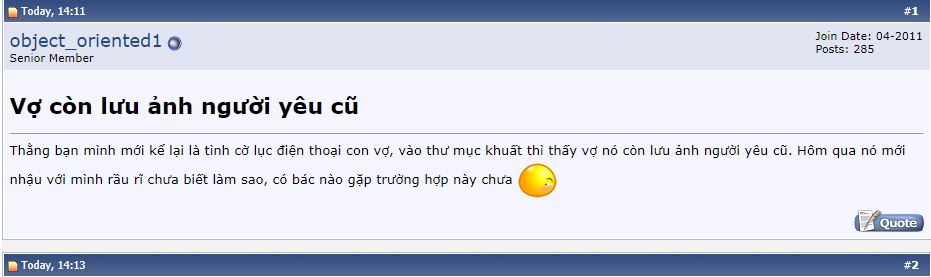 Today, 14:11 #1
object_oriented1 Join Date: 04-2011
Senior Member Posts: 285
Vợ còn lưu ảnh người yêu cũ
Thằng bạn mình mới kể lại là tình cờ lục điện thoại con vợ, vào thư mục khuất thì thấy vợ nó còn lưu ảnh người yêu cũ. Hôm qua nó mới
nhậu với mình rầu rĩ chưa biết làm sao, có bác nào gặp trường hợp này chưa
Quote
Today, 14:13 #2